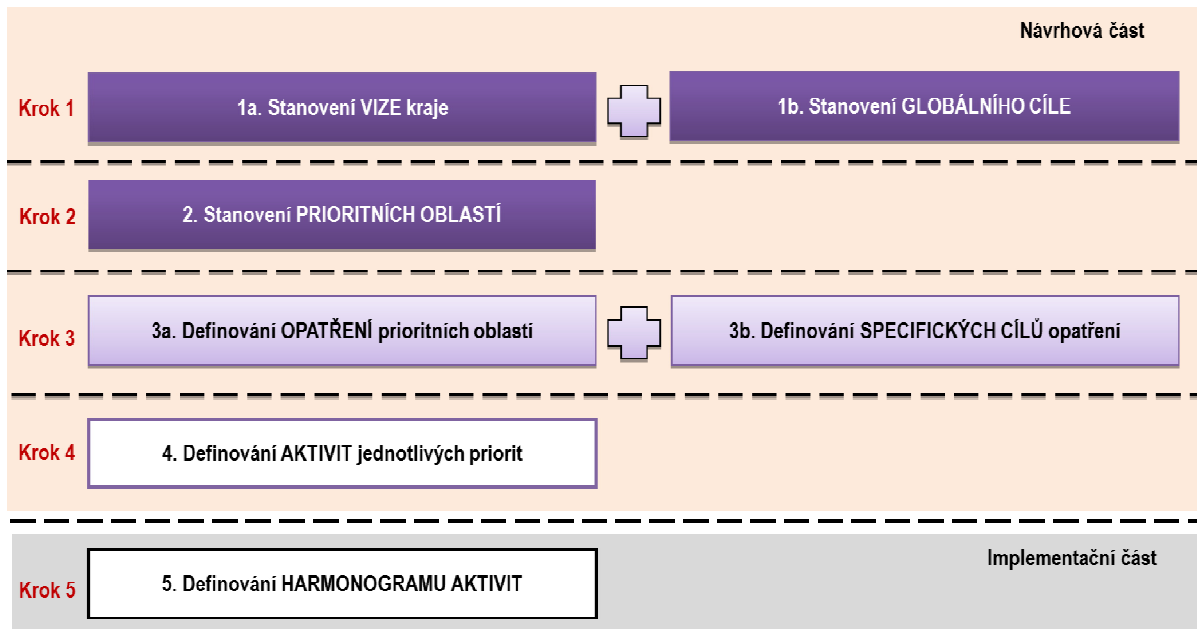 Návrhová část
Krok 1
1a. Stanovení VIZE kraje
1b. Stanovení GLOBÁLNÍHO CÍLE
Krok 2
2. Stanovení PRIORITNÍCH OBLASTÍ
Krok 3
3a. Definování OPATŘENÍ prioritních oblastí
3b. Definování SPECIFICKÝCH CÍLŮ opatření
Krok 4
4. Definování AKTIVIT jednotlivých priorit
Implementační část
Krok 5
5. Definování HARMONOGRAMU AKTIVIT